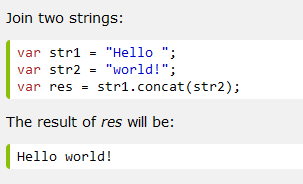 Join two strings:
var str1 = "Hello ";
var str2 = "world!";
var res = str1.concat(str2);
The result of res will be:
Hello world!